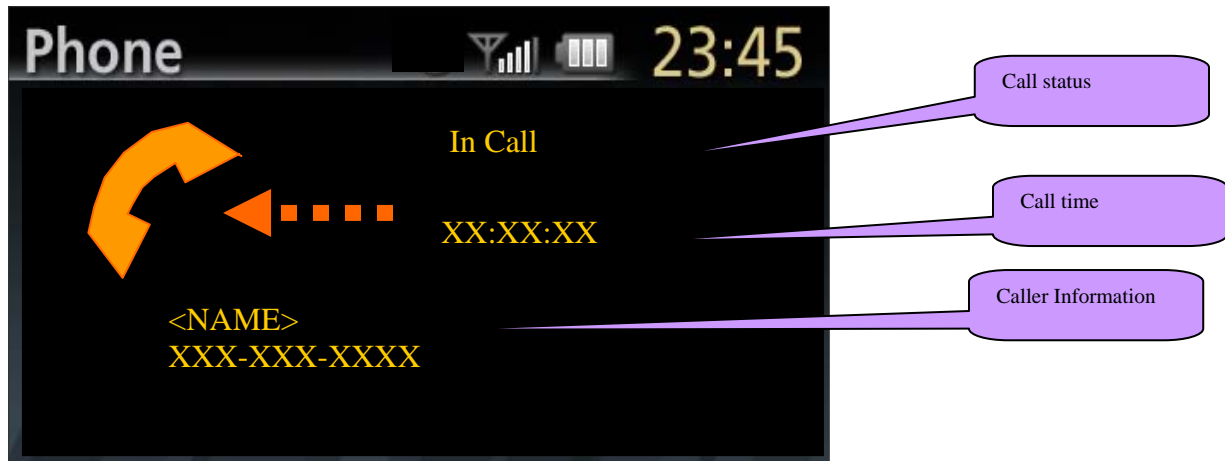 Phone 23:45
Call status
In Call
Call time
XX:XX:XX
Caller Information
<NAME>
XXX-XXX-XXXX